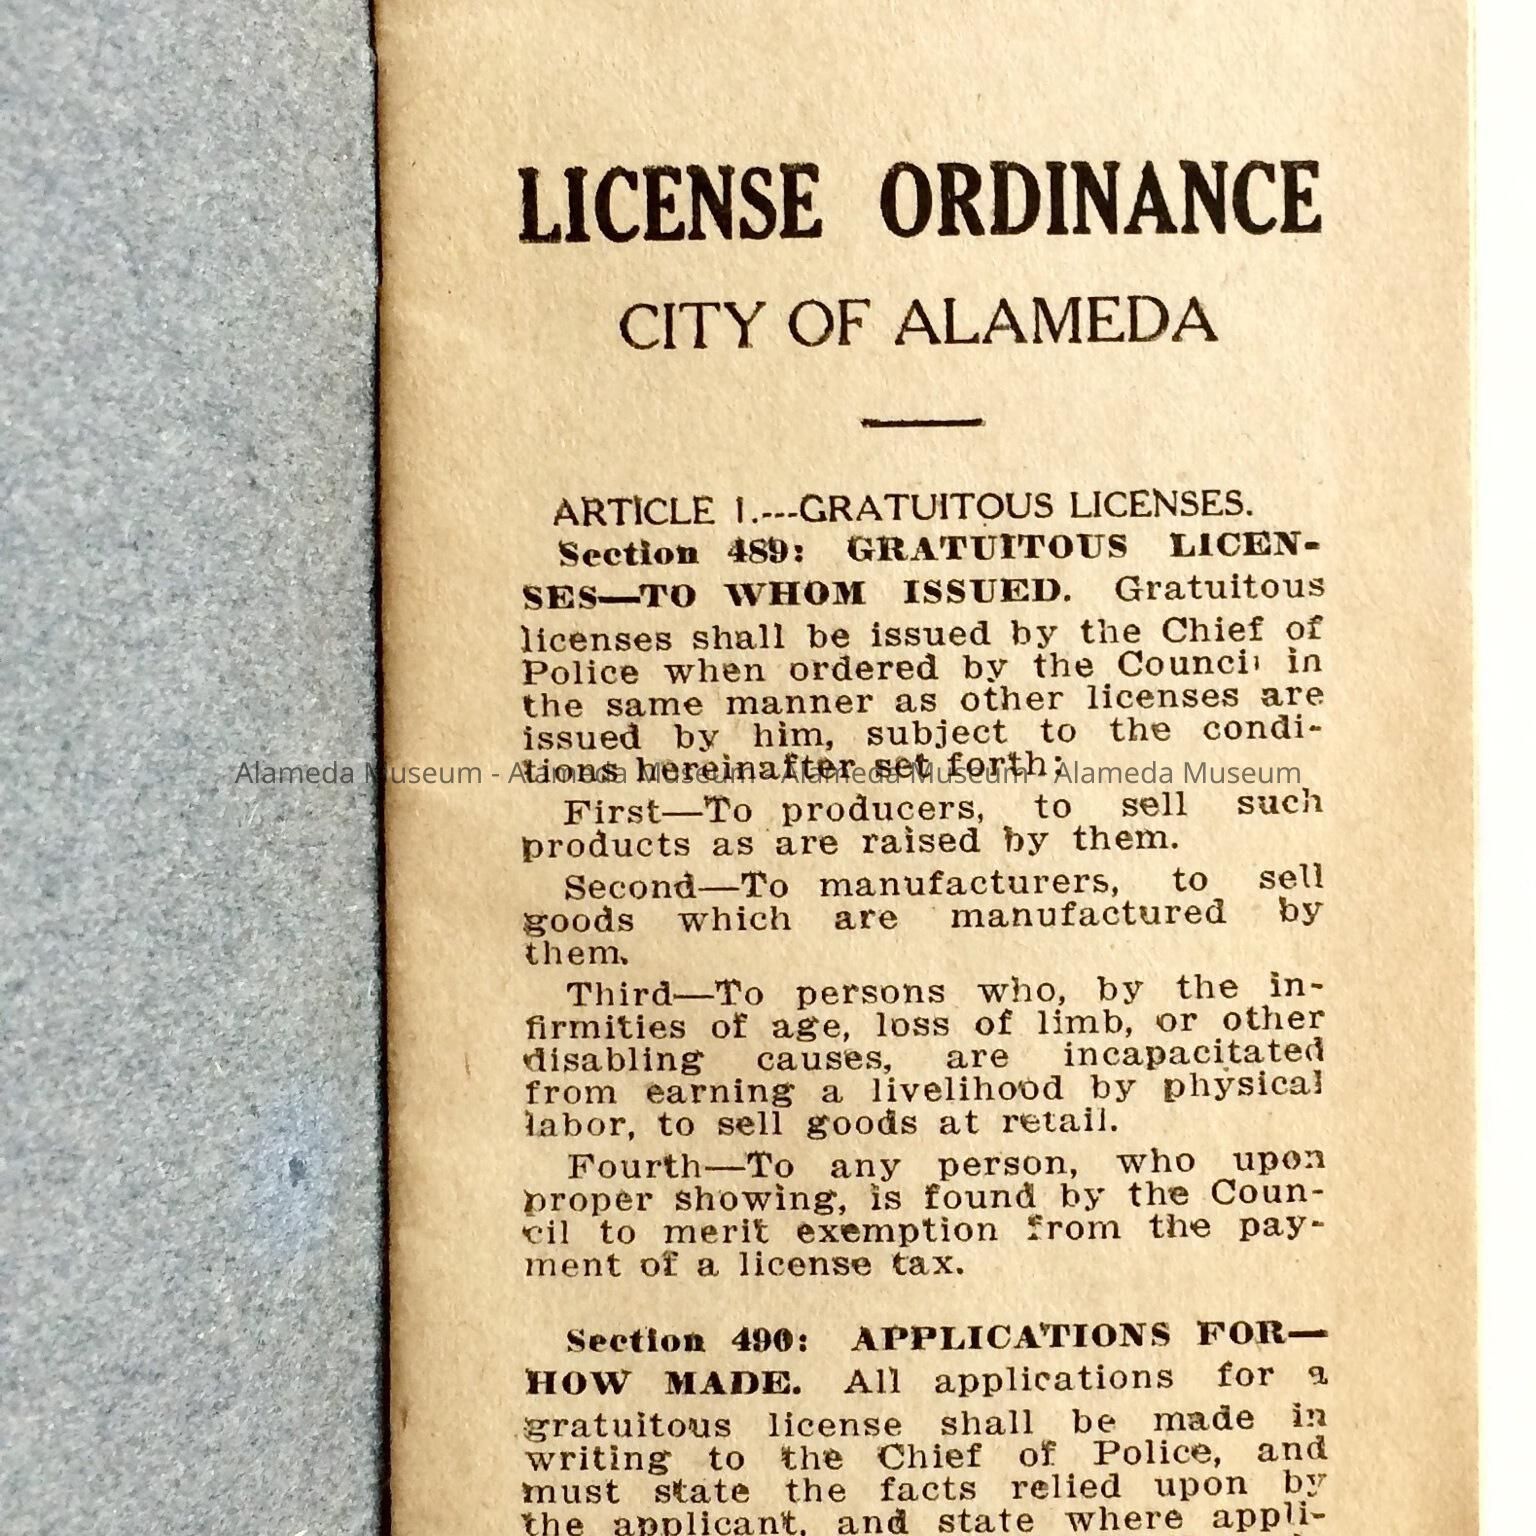 LICENSE ORDINANCE
CITY OF ALAMEDA
ARTICLE I.---GRATUITOUS LICENSES.
Section 489: GRATUITOUS LICEN-
SES—TO WHOM ISSUED. Gratuitous
licenses shall be issued by the Chief of
Police when ordered by the Council in
the same manner as other licenses are
issued by him, subject to the condi-
tions hereinafter set forth:
Alameda Museum - Alameda Museum - Alameda Museum - Alameda Museum
First—To producers, to sell such
products as are raised by them.
Second—To manufacturers, to sell
goods which are manufactured by
them.
Third—To persons who, by the in-
firmities of age, loss of limb, or other
disabling causes, are incapacitated
from earning a livelihood by physical
labor, to sell goods at retail.
Fourth—To any person, who upon
proper showing, is found by the Coun-
cil to merit exemption from the pay-
ment of a license tax.
Section 490: APPLICATIONS FOR—
HOW MADE. All applications for a
gratuitous license shall be made in
writing to the Chief of Police, and
must state the facts relied upon by
the applicant, and state where appli-